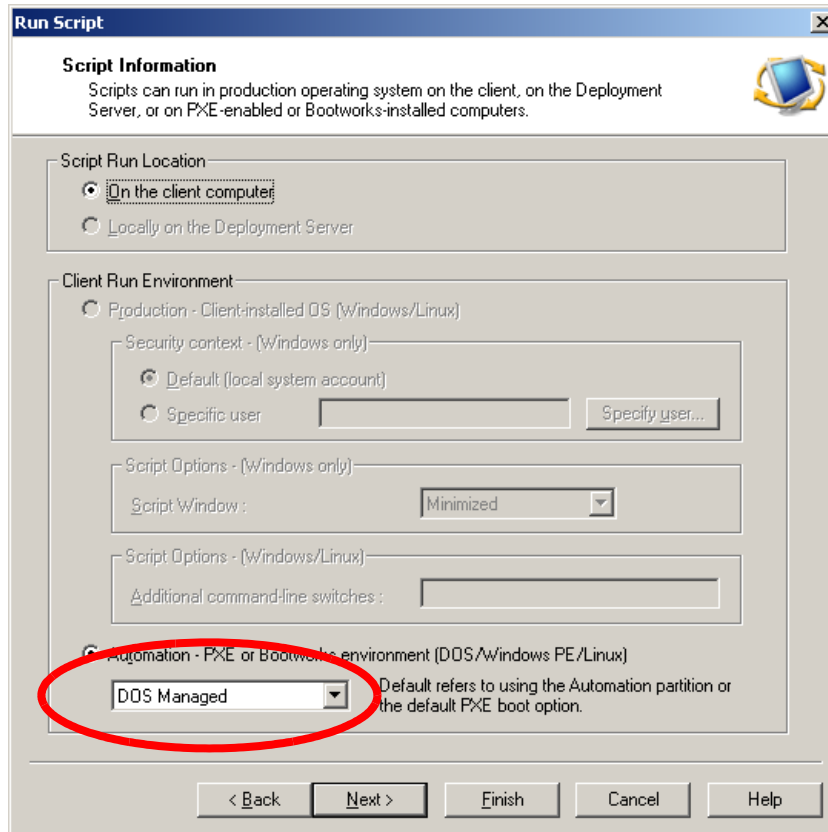 Run Script
Script Information
Scripts can run in production operating system on the client, on the Deployment
Server, or on PXE-enabled or Bootworks-installed computers.
Script Run Location
On the client computer
Locally on the Deployment Server
Client Run Environment
Production - Client-installed OS (Windows/Linux)
Security context - (Windows only)
Default (local system account)
Specific user
Specify user...
Script Options - (Windows only)
Script Window :
Minimized
Script Options - (Windows/Linux)
Additional command-line switches :
Automation - PXE or Bootworks environment (DOS/Windows PE/Linux)
DOS Managed
Default refers to using the Automation partition or
the default PXE boot option.
< Back
Next >
Finish
Cancel
Help